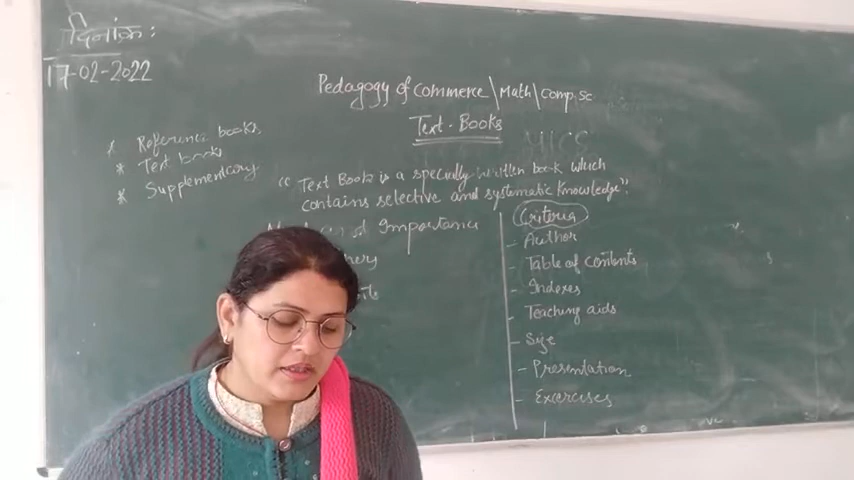 दिनांक:
17-02-2022
Pedagogy of Commerce\Math\Comp.Sc
Text-Books
* Reference books
* Text books
* Supplementary
"Text Book is a specially written book which
contains selective and systematic Knowledge".
Importance
Criteria
- Author
- Table of contents
- Indexes
- Teaching aids
- Size
- Presentation
- Exercises